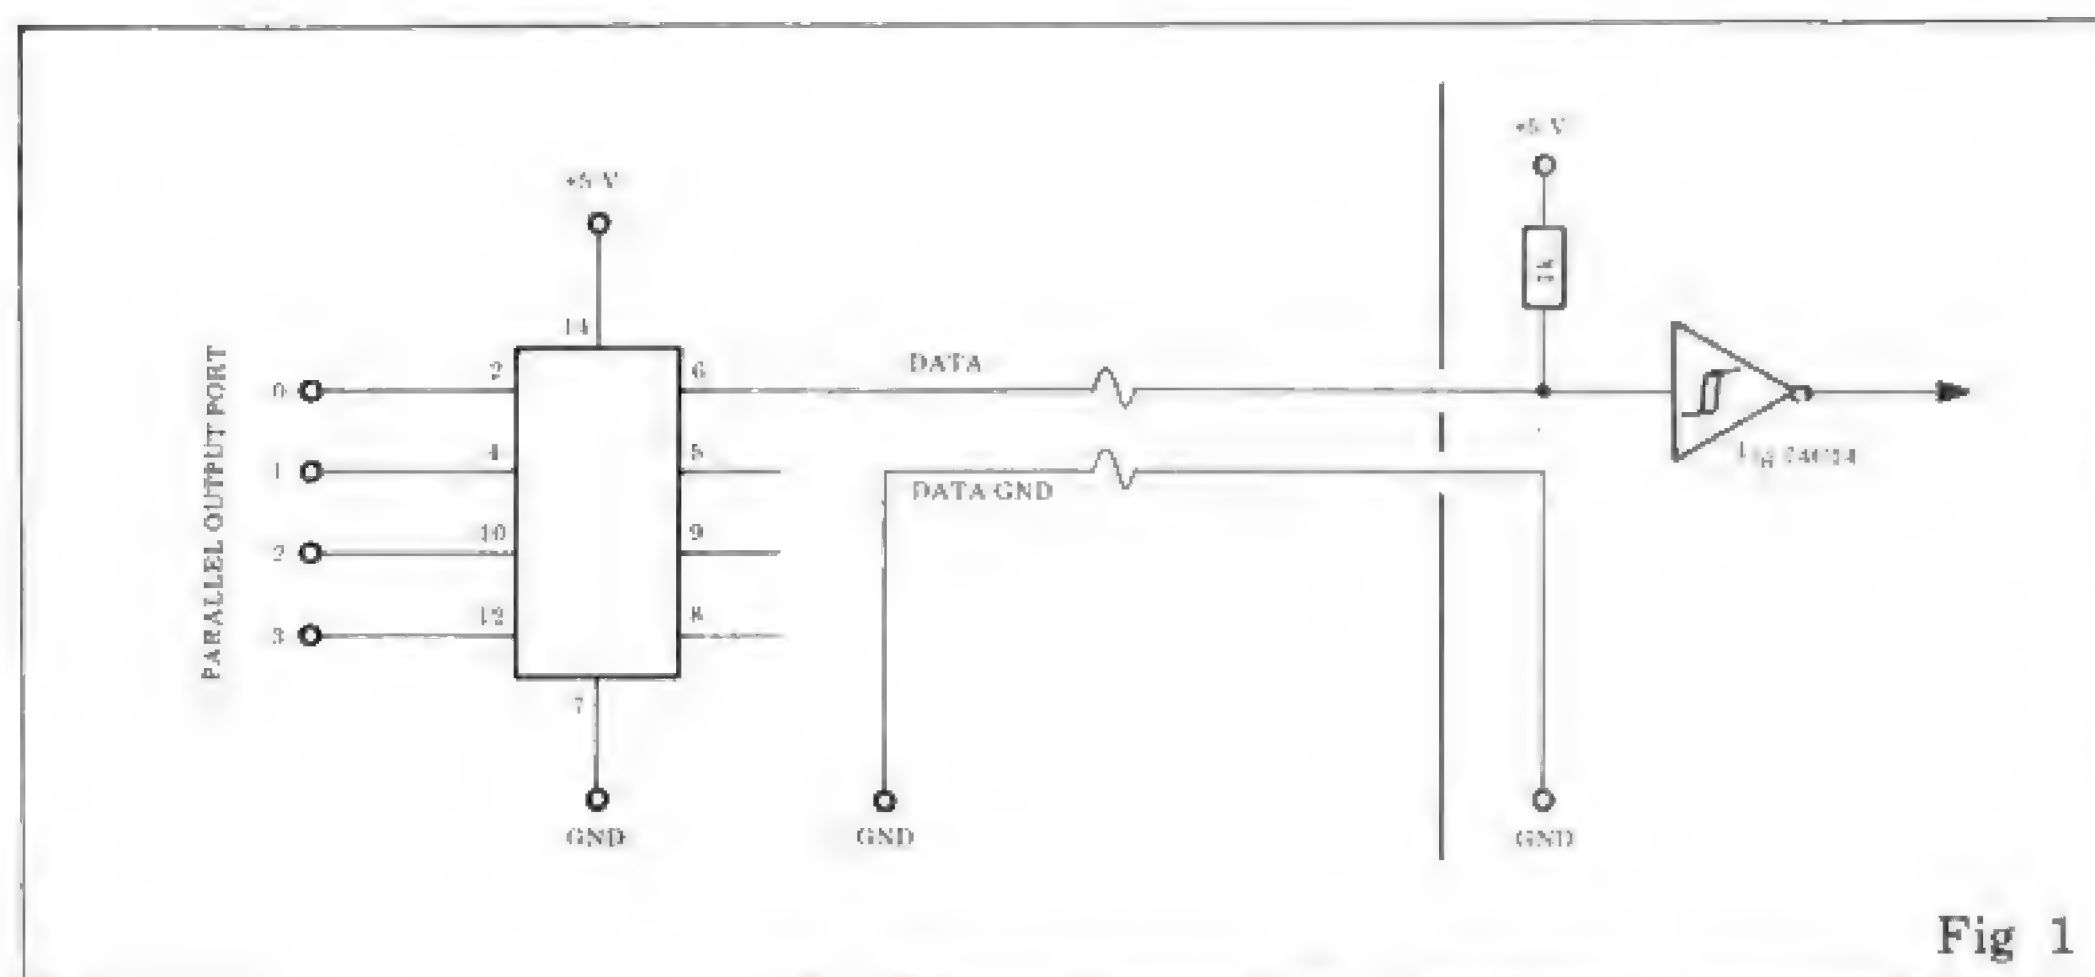 +5 V
+5 V
14
1k
PARALLEL OUTPUT PORT
0
2
6
DATA
1
4
5
DATA GND
2
10
9
3
12
8
7
GND
GND
GND
Fig 1